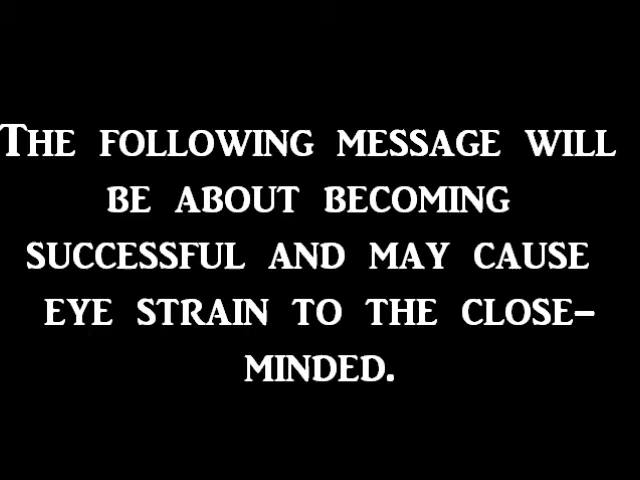 The following message will
be about becoming
successful and may cause
eye strain to the close-
minded.